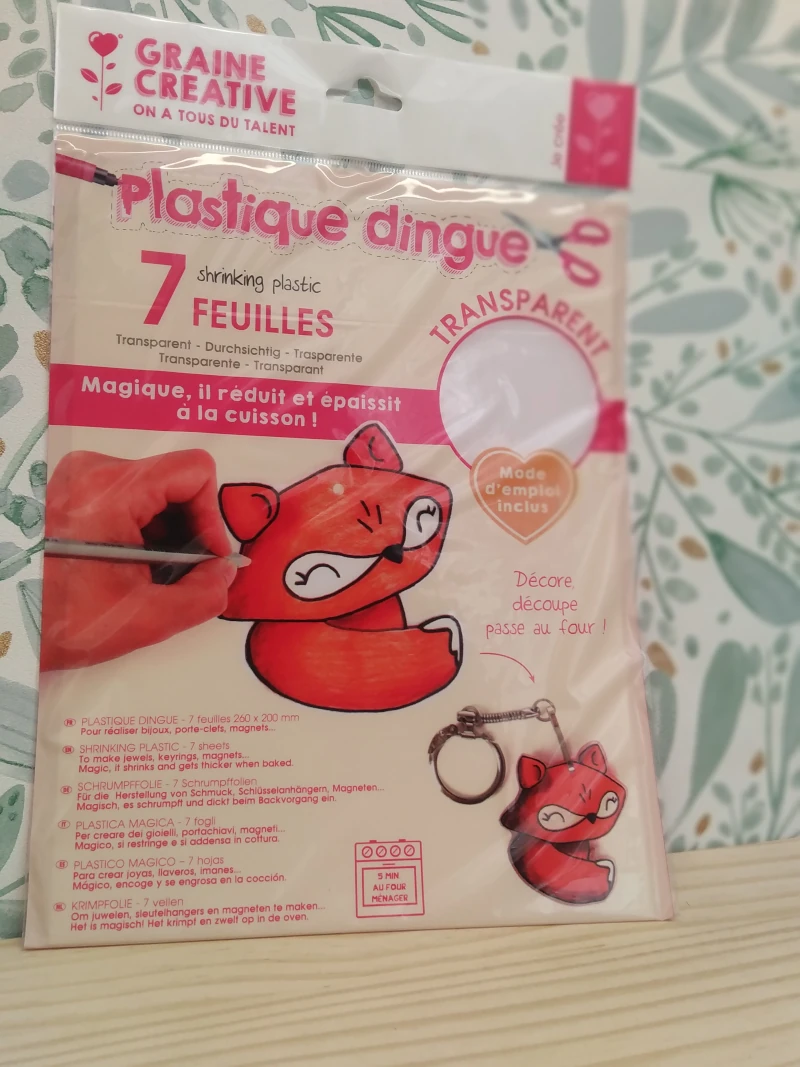 GRAINE
CREATIVE
ON A TOUS DU TALENT
Je Crée
Plastique dingue
7
shrinking plastic
FEUILLES
TRANSPARENT
Transparent - Durchsichtig - Trasparente
Transparente - Transparant
Magique, il réduit et épaissit
à la cuisson !
Mode
d'emploi
inclus
Décore,
découpe
passe au four !
FR PLASTIQUE DINGUE - 7 feuilles 260 x 200 mm
Pour réaliser bijoux, porte-clefs, magnets...
SHRINKING PLASTIC - 7 sheets
To make jewels, keyrings, magnets...
Magic, it shrinks and gets thicker when baked.
SCHRUMPFFOLIE - 7 Schrumpffolien
Für die Herstellung von Schmuck, Schlüsselanhängern, Magneten...
Magisch, es schrumpft und dickt beim Backvorgang ein.
PLASTICA MAGICA - 7 fogli
Per creare dei gioielli, portachiavi, magneti...
Magico, si restringe e si addensa in cottura.
PLASTICO MAGICO - 7 hojas
Para crear joyas, llaveros, imanes...
Mágico, encoge y se engrosa en la cocción.
KRIMPFOLIE - 7 vellen
Om juwelen, sleutelhangers en magneten te maken...
Het is magisch! Het krimpt en zwelt op in de oven.
5 MIN
AU FOUR
MÉNAGER